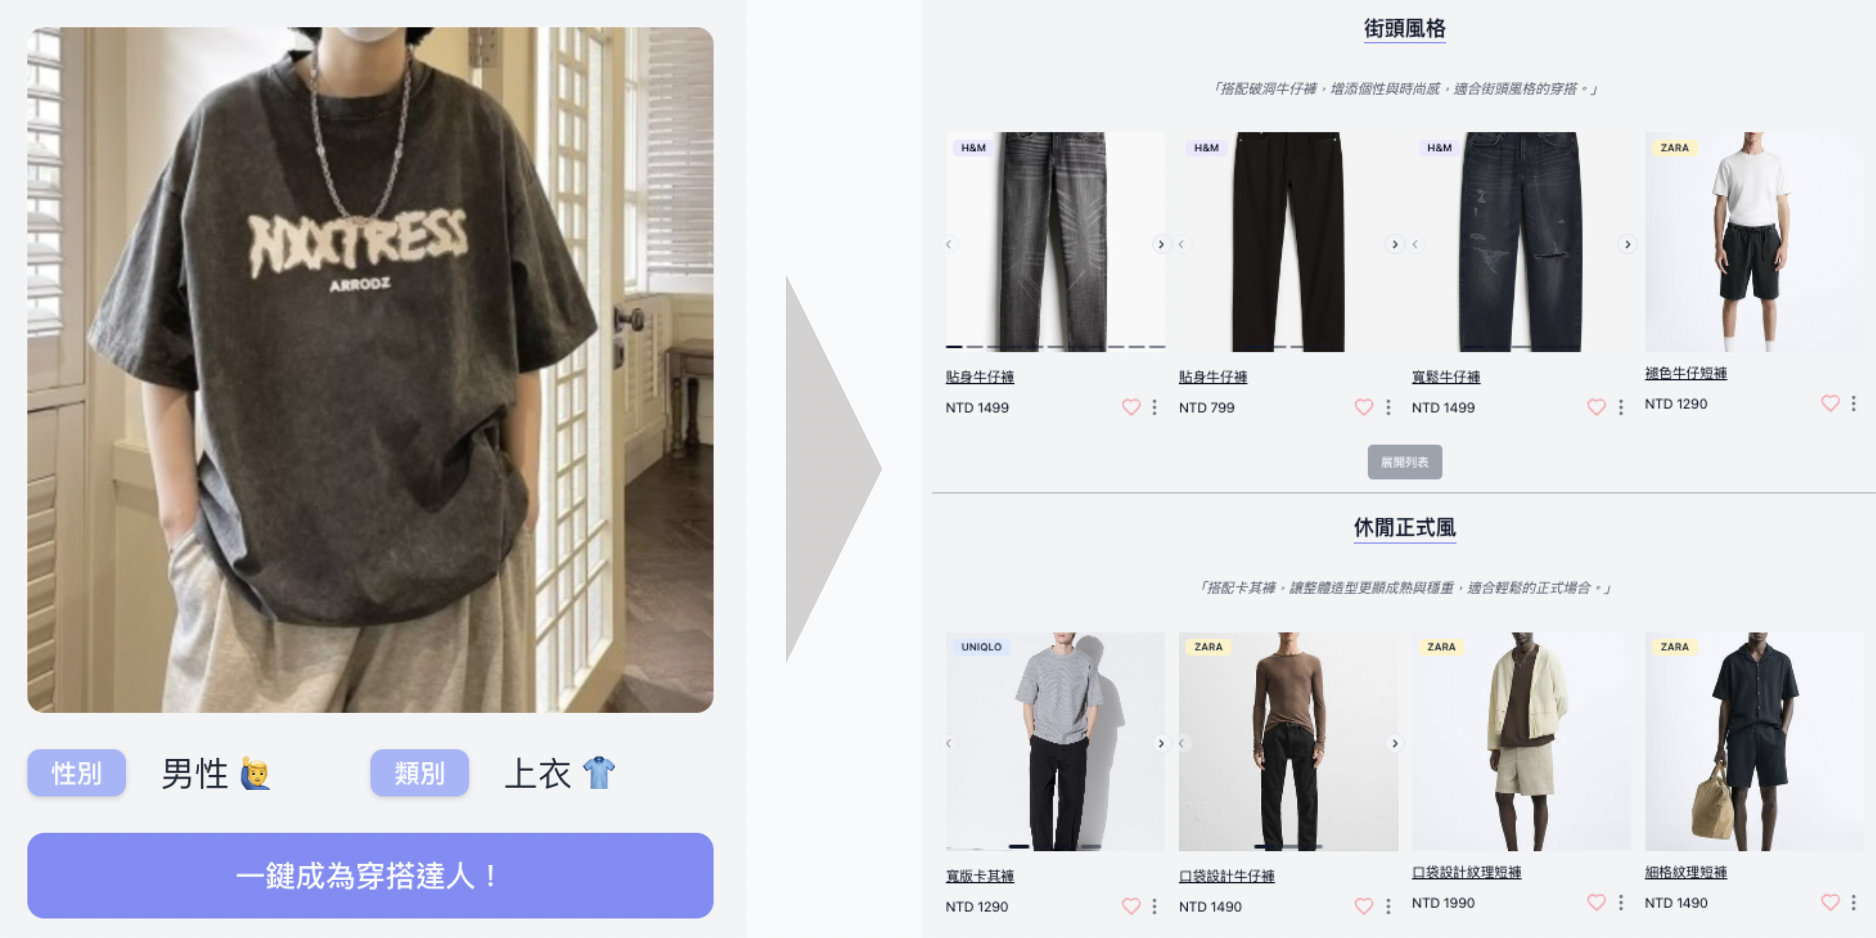 NXXTRESS
ARRODZ
性別 男性 類別 上衣
一鍵成為穿搭達人！
街頭風格
「搭配破洞牛仔褲，增添個性與時尚感，適合街頭風格的穿搭。」
H&M
H&M
H&M
ZARA
貼身牛仔褲
NTD 1499
貼身牛仔褲
NTD 799
寬鬆牛仔褲
NTD 1499
褪色牛仔短褲
NTD 1290
展開列表
休閒正式風
「搭配卡其褲，讓整體造型更顯成熟與穩重，適合輕鬆的正式場合。」
UNIQLO
ZARA
ZARA
ZARA
寬版卡其褲
NTD 1290
口袋設計牛仔褲
NTD 1490
口袋設計紋理短褲
NTD 1990
細格紋理短褲
NTD 1490